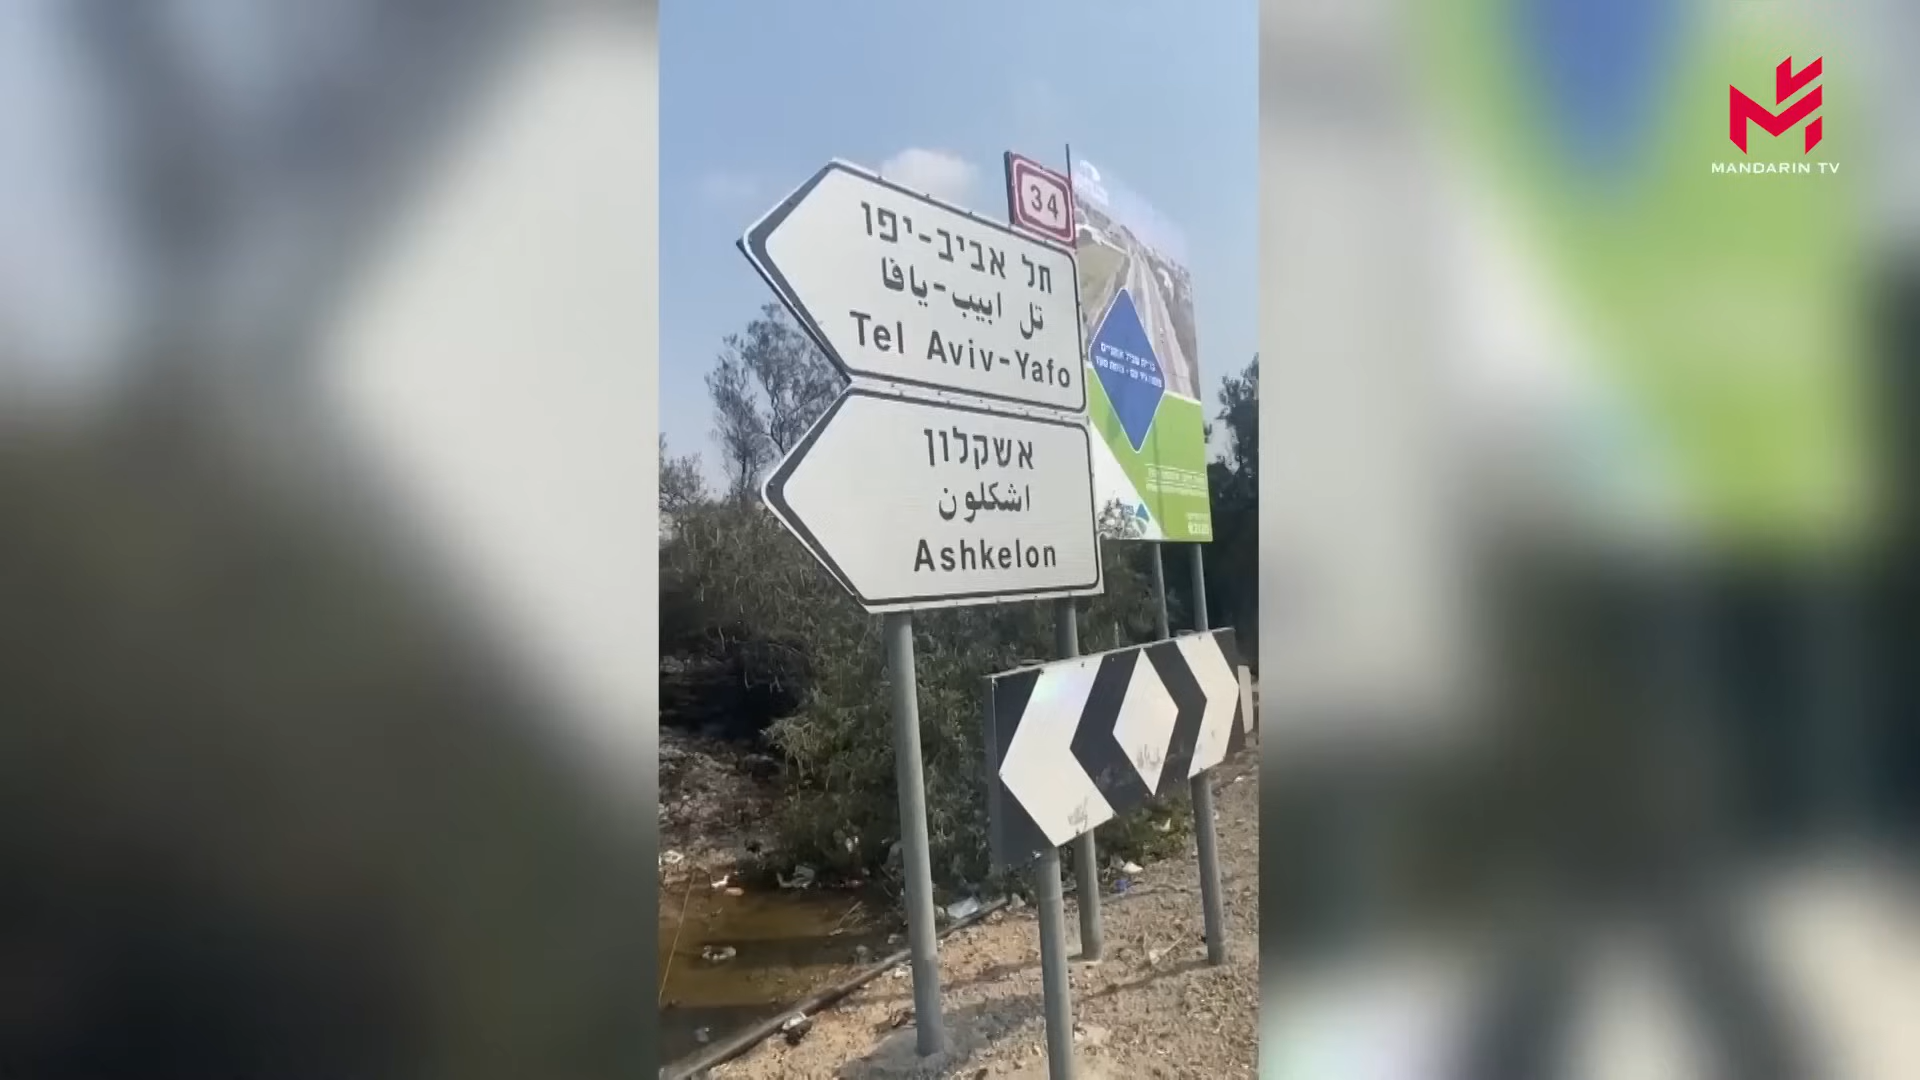 34
תל אביב-יפו
تل ابيب-يافا
Tel Aviv-Yafo
אשקלון
اشكلون
Ashkelon
MANDARIN TV